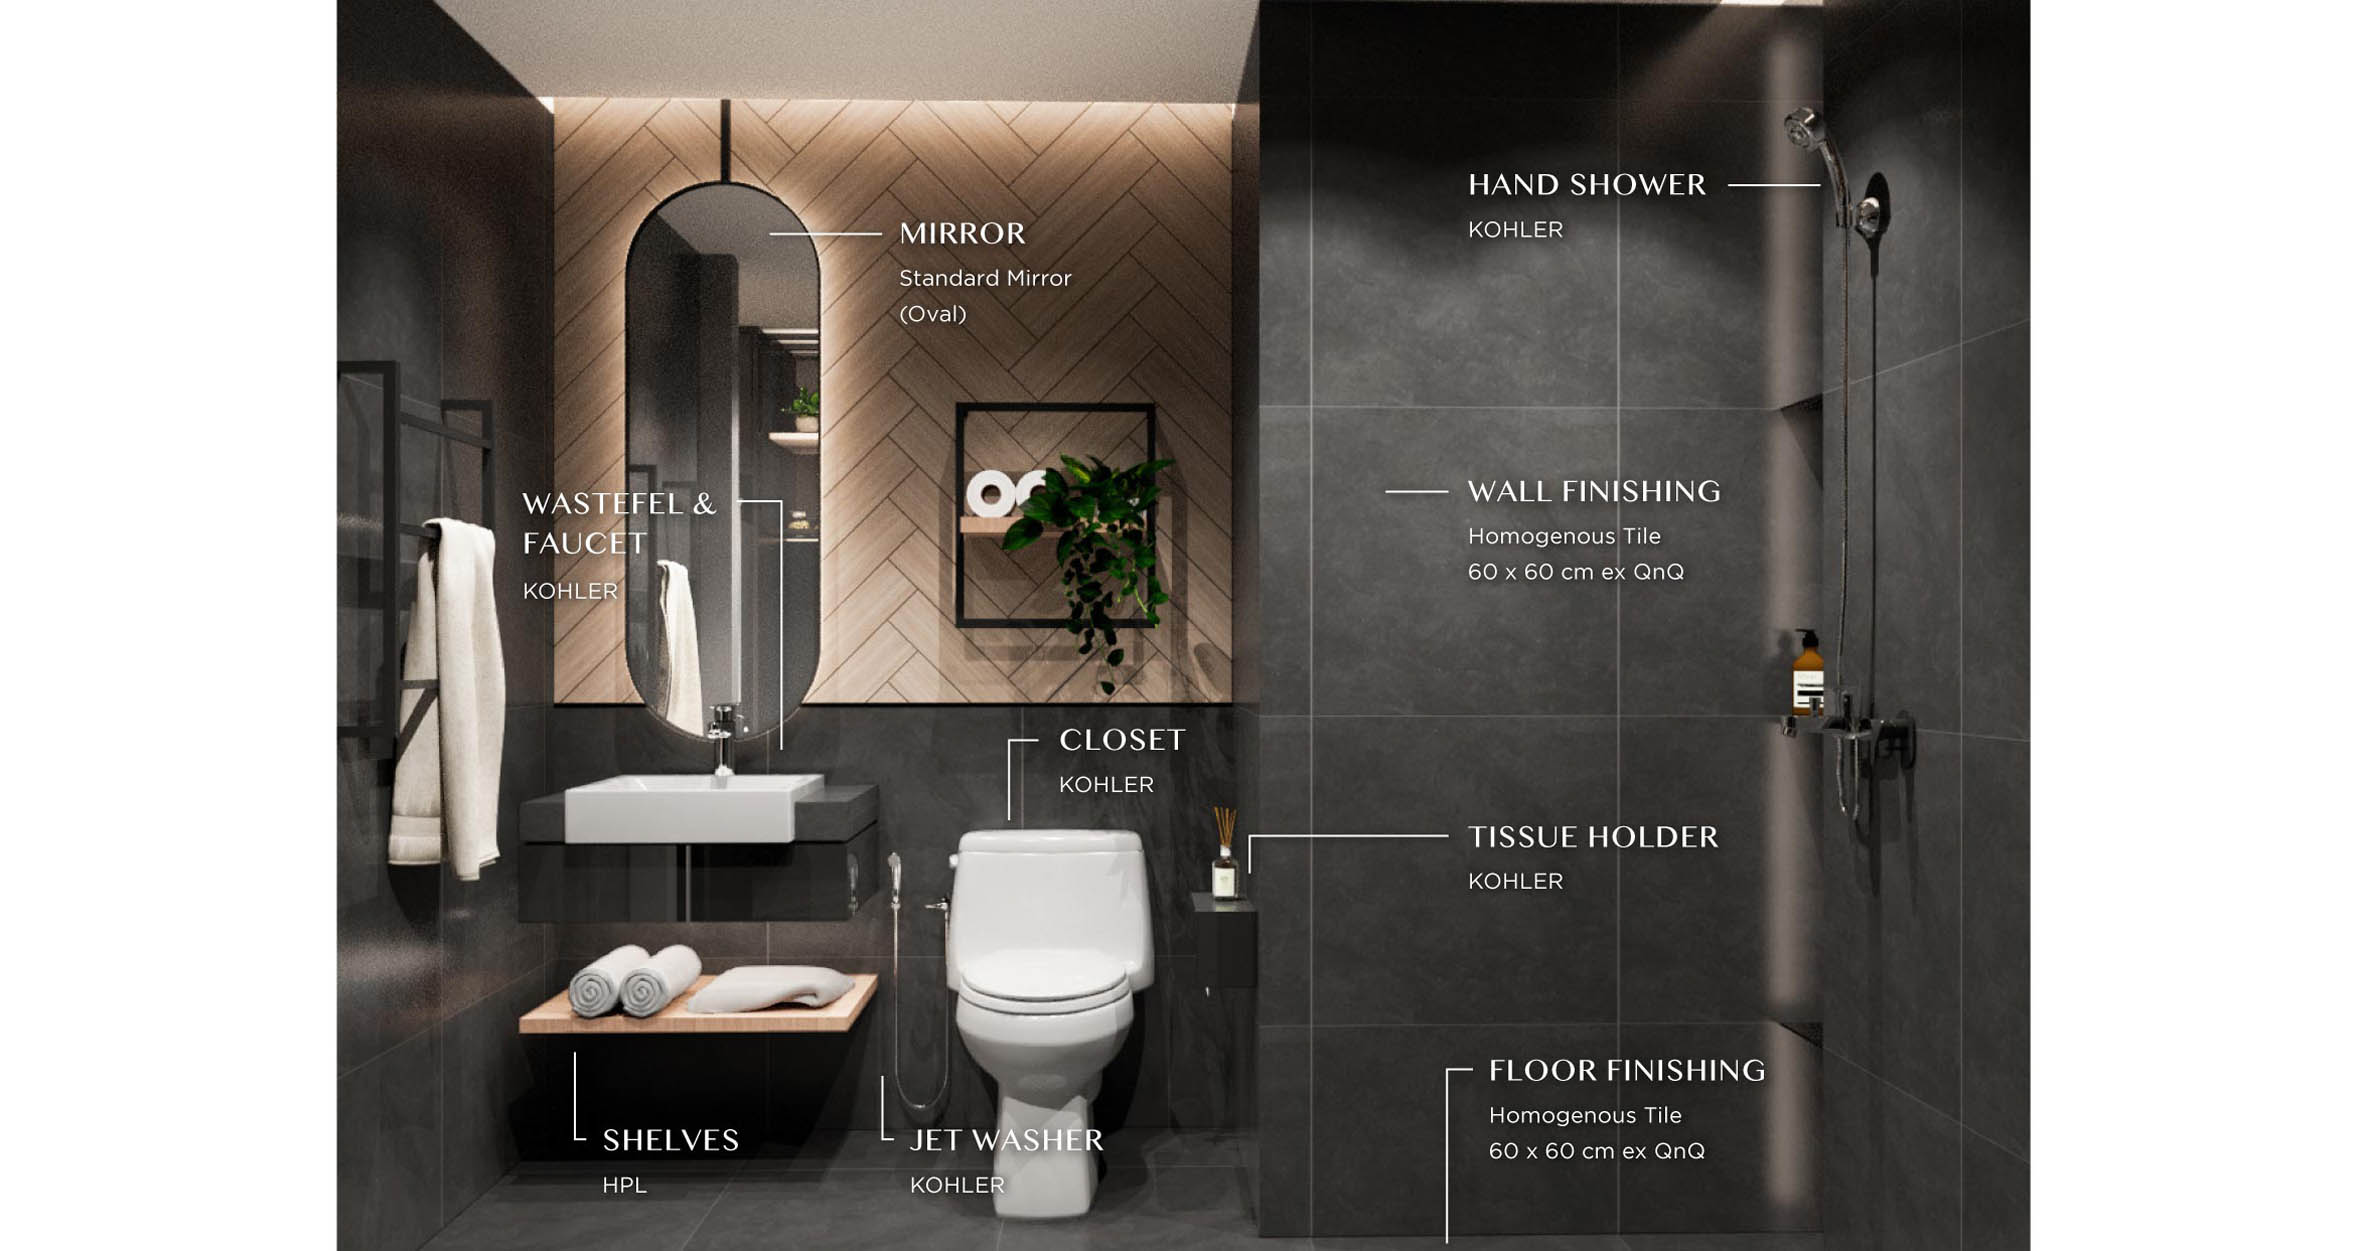 HAND SHOWER
KOHLER
MIRROR
Standard Mirror
(Oval)
WASTEFEL &
FAUCET
KOHLER
WALL FINISHING
Homogenous Tile
60 x 60 cm ex QnQ
CLOSET
KOHLER
TISSUE HOLDER
KOHLER
FLOOR FINISHING
Homogenous Tile
60 x 60 cm ex QnQ
SHELVES
HPL
JET WASHER
KOHLER